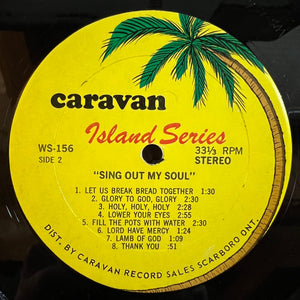 caravan
Island Series
WS-156
SIDE 2
33⅓ RPM
STEREO
"SING OUT MY SOUL"
1. LET US BREAK BREAD TOGETHER 1:30
2. GLORY TO GOD, GLORY 2:30
3. HOLY, HOLY, HOLY 2:25
4. LOWER YOUR EYES 2:55
5. FILL THE POTS WITH WATER 2:30
6. LORD HAVE MERCY 1:30
7. LAMB OF GOD 1:30
8. THANK YOU :51
DIST. BY CARAVAN RECORD SALES SCARBORO ONT.